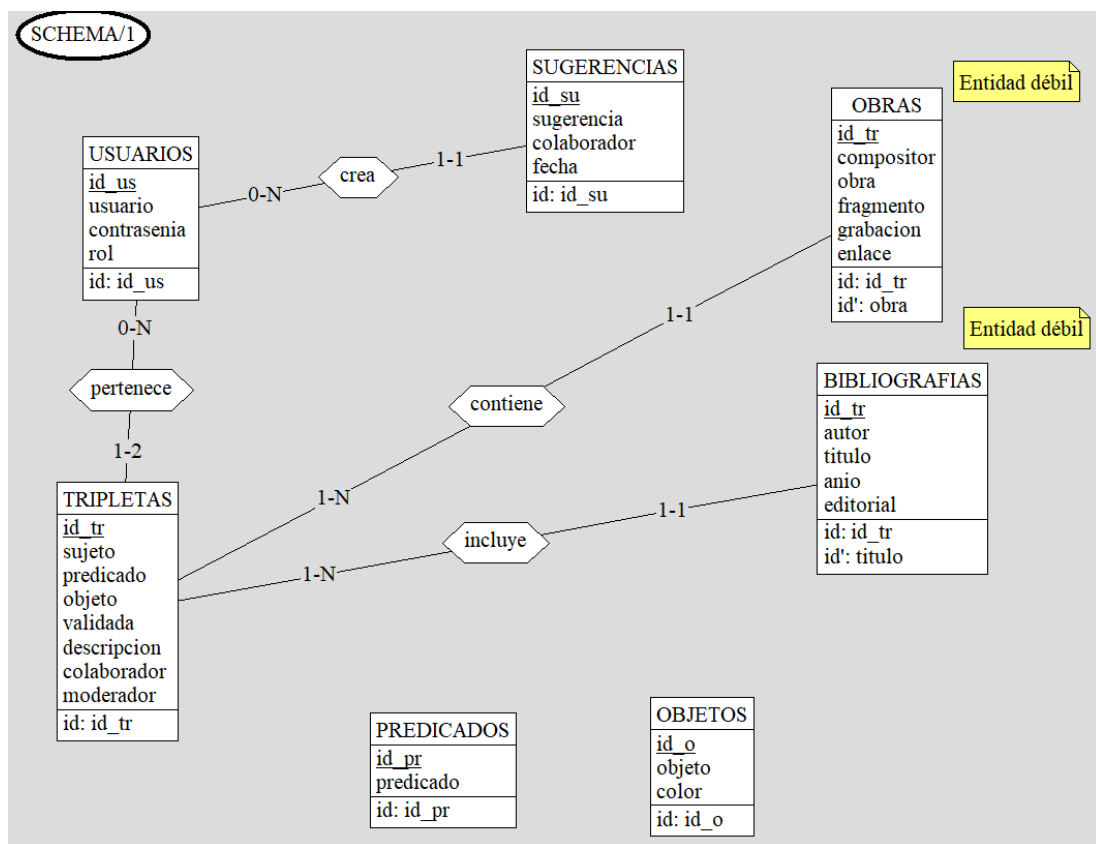 SCHEMA/1
SUGERENCIAS
id_su
sugerencia
colaborador
fecha
id: id_su
Entidad débil
OBRAS
id_tr
compositor
obra
fragmento
grabacion
enlace
id: id_tr
id': obra
USUARIOS
id_us
usuario
contrasenia
rol
id: id_us
crea
0-N
1-1
0-N
pertenece
1-2
contiene
1-N
1-1
Entidad débil
BIBLIOGRAFIAS
id_tr
autor
titulo
anio
editorial
id: id_tr
id': titulo
incluye
1-N
1-1
TRIPLETAS
id_tr
sujeto
predicado
objeto
validada
descripcion
colaborador
moderador
id: id_tr
PREDICADOS
id_pr
predicado
id: id_pr
OBJETOS
id_o
objeto
color
id: id_o